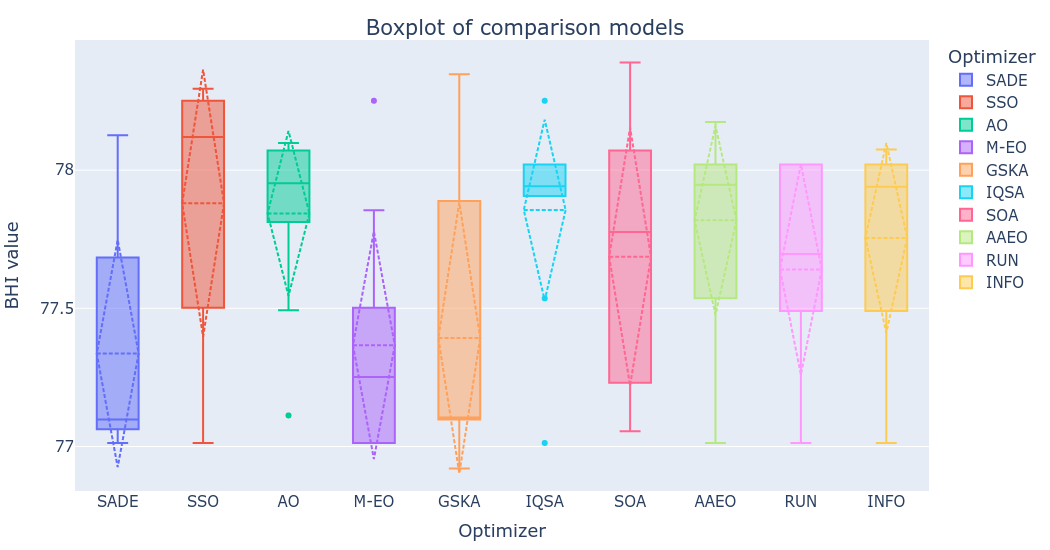 Boxplot of comparison models
BHI value
78
77.5
77
SADE SSO AO M-EO GSKA IQSA SOA AAEO RUN INFO
Optimizer
Optimizer
SADE
SSO
AO
M-EO
GSKA
IQSA
SOA
AAEO
RUN
INFO